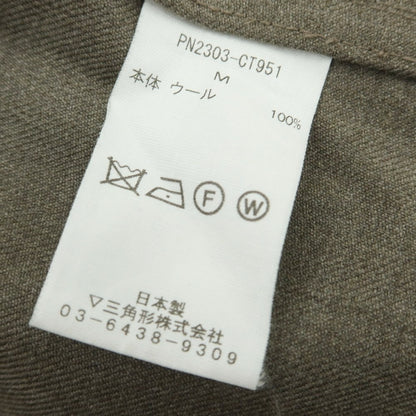 PN2303-CT951
M
本体 ウール
100%
F W
日本製
▽三角形株式会社
03-6438-9309